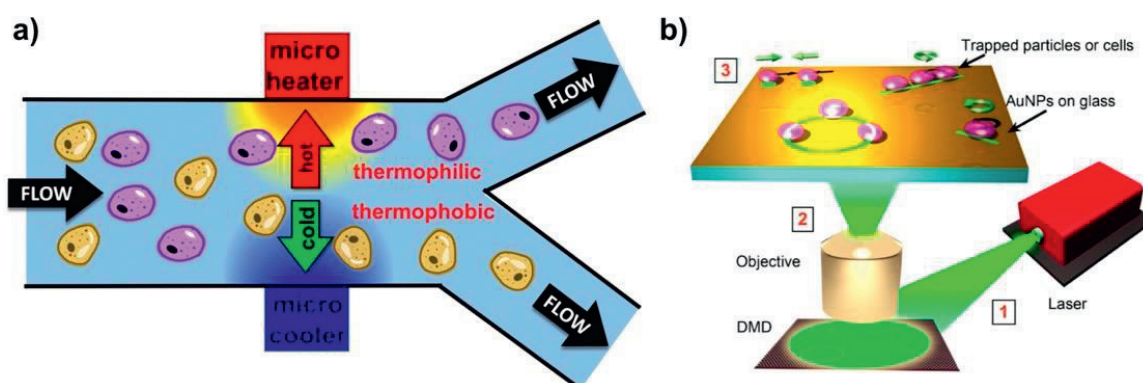 a)
micro
heater
FLOW
hot
thermophilic
FLOW
thermophobic
cold
micro
cooler
FLOW
b)
3
Trapped particles or cells
AuNPs on glass
2
Objective
1
Laser
DMD